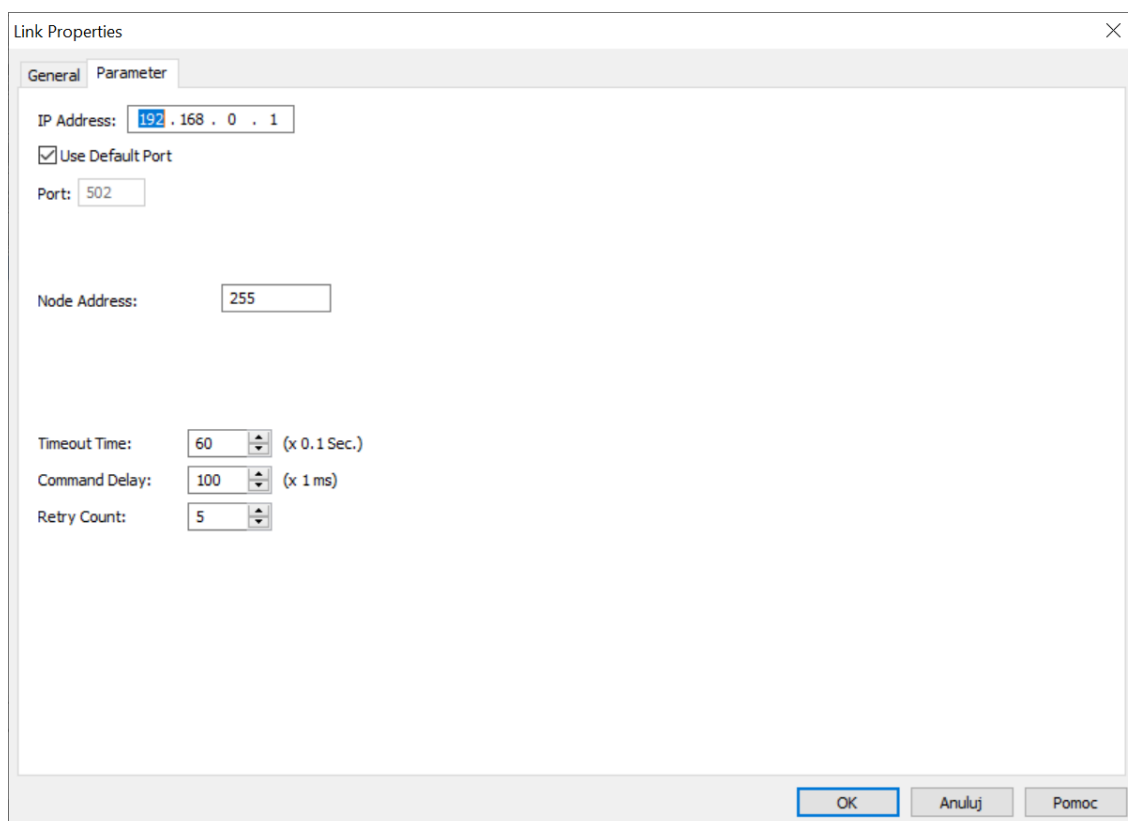 Link Properties
General Parameter
IP Address: 192 . 168 . 0 . 1
Use Default Port
Port: 502
Node Address: 255
Timeout Time: 60 (x 0.1 Sec.)
Command Delay: 100 (x 1 ms)
Retry Count: 5
OK Anuluj Pomoc